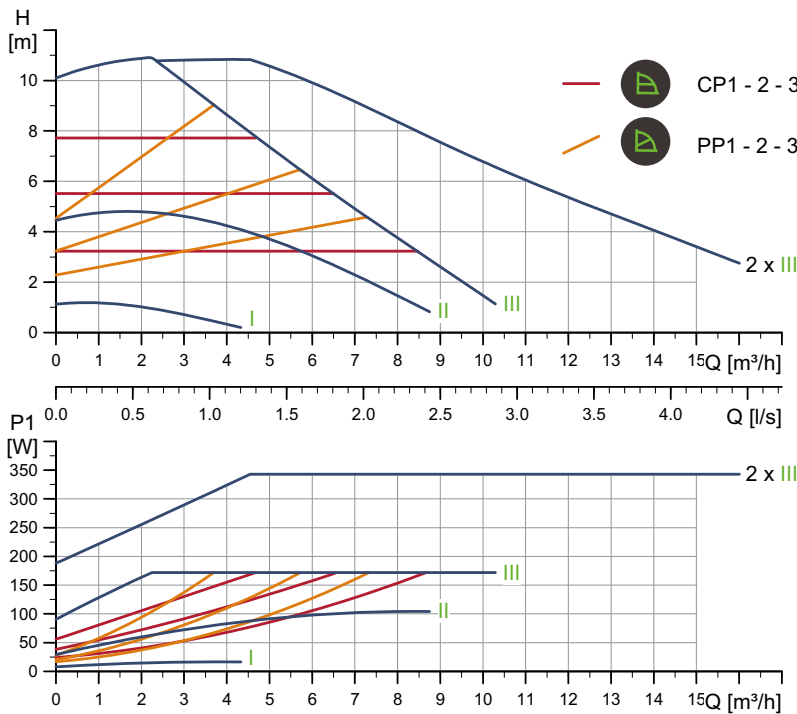 H
[m]
10
8
6
4
2
0
CP1 - 2 - 3
PP1 - 2 - 3
2 x III
I
II
III
0 1 2 3 4 5 6 7 8 9 10 11 12 13 14 15 Q [m³/h]
0.0 0.5 1.0 1.5 2.0 2.5 3.0 3.5 4.0 Q [l/s]
P1
[W]
350
300
250
200
150
100
50
0
2 x III
III
II
I
0 1 2 3 4 5 6 7 8 9 10 11 12 13 14 15 Q [m³/h]